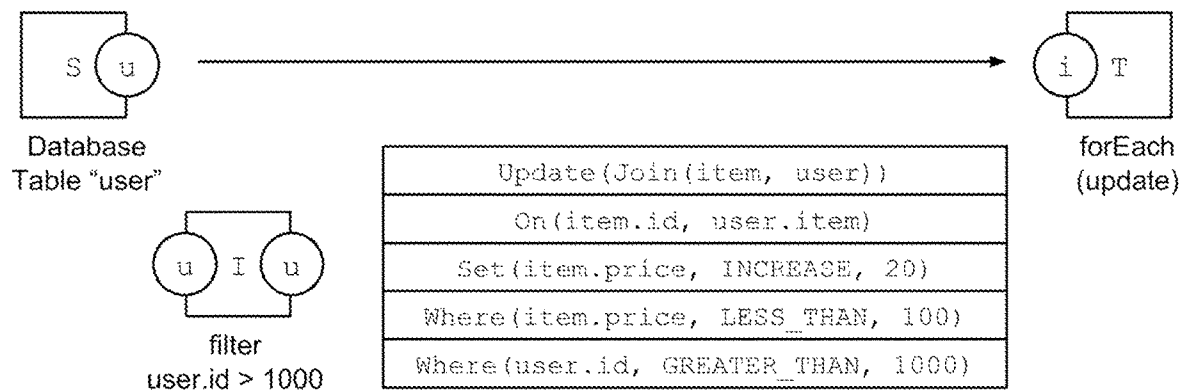 S u
i T
Database
Table “user”
forEach
(update)
Update(Join(item, user))
On(item.id, user.item)
Set(item.price, INCREASE, 20)
Where(item.price, LESS_THAN, 100)
Where(user.id, GREATER_THAN, 1000)
u I u
filter
user.id > 1000